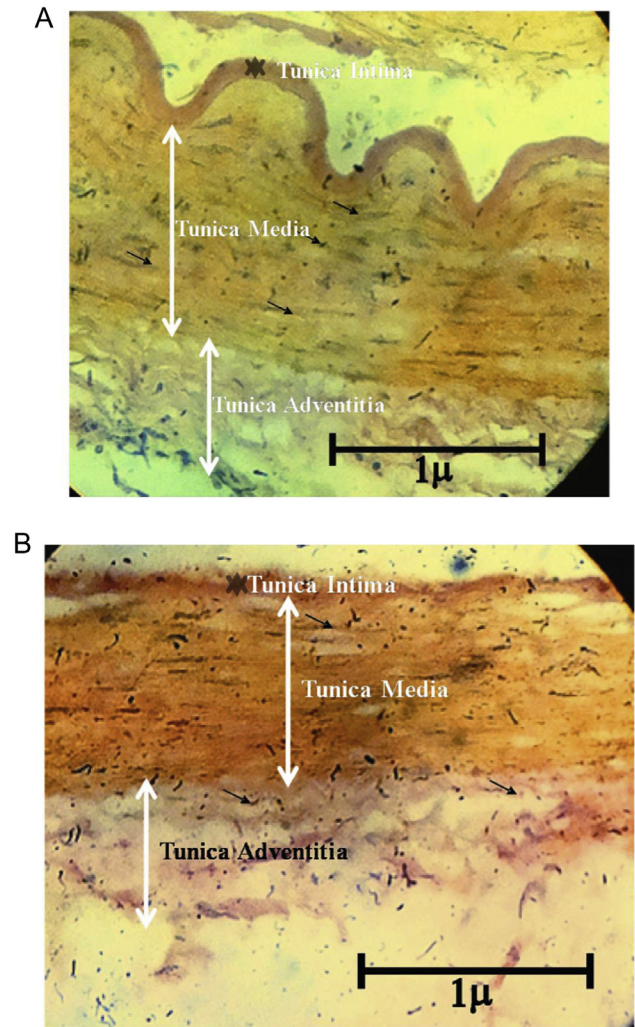 A
Tunica Intima
Tunica Media
Tunica Adventitia
1μ
B
Tunica Intima
Tunica Media
Tunica Adventitia
1μ